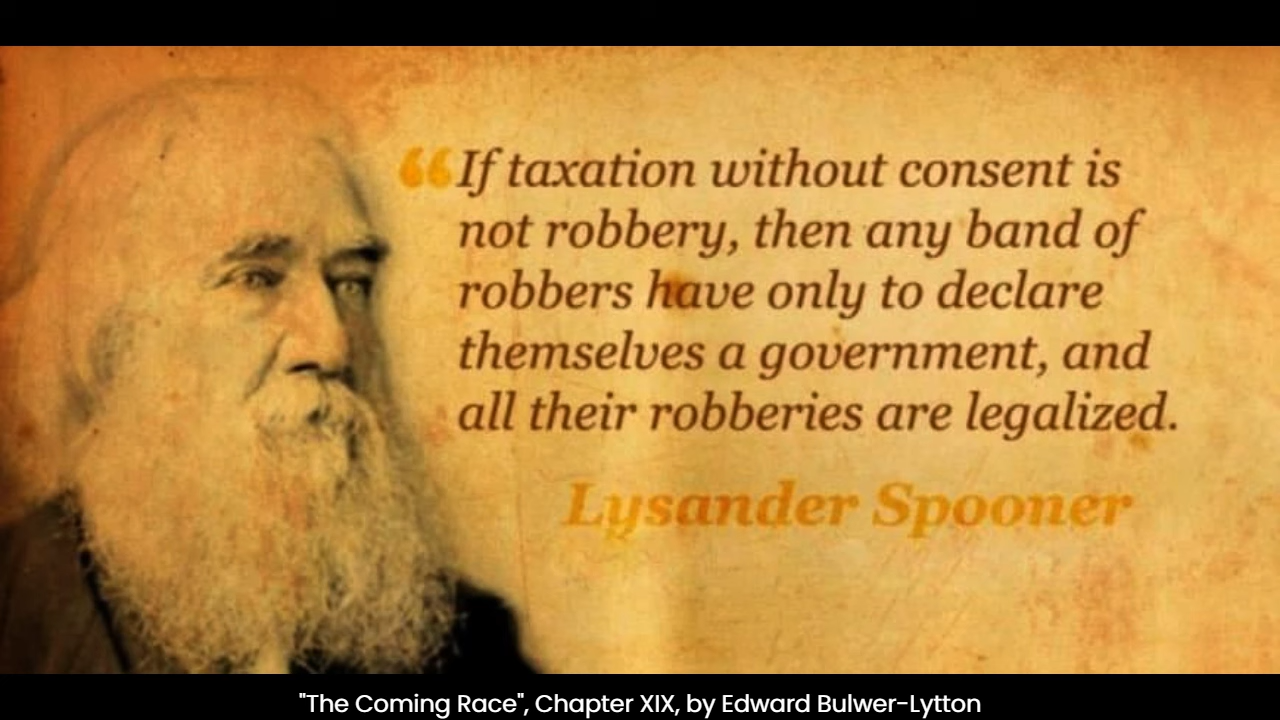 “If taxation without consent is
not robbery, then any band of
robbers have only to declare
themselves a government, and
all their robberies are legalized.
Lysander Spooner
"The Coming Race", Chapter XIX, by Edward Bulwer-Lytton